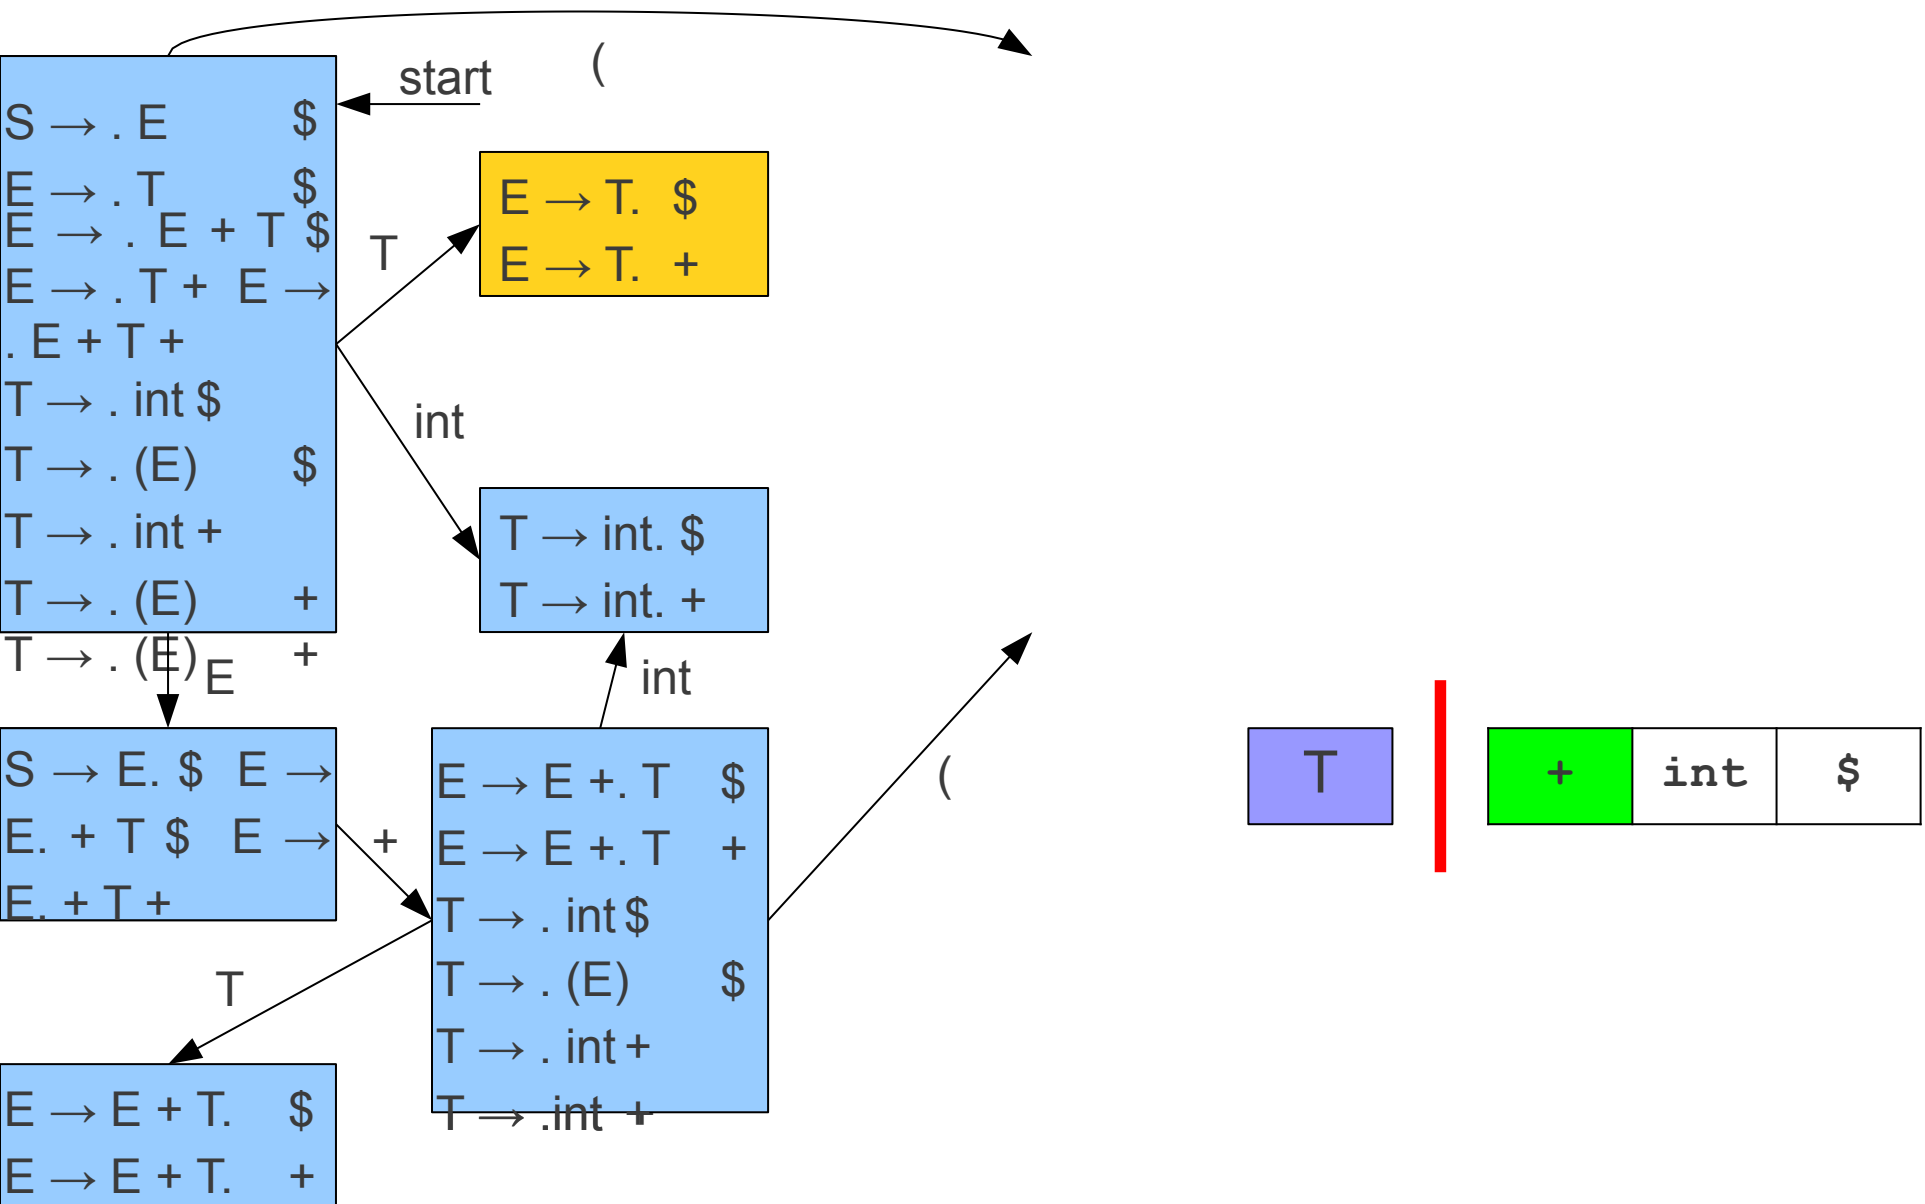 (
start
S → . E $
E → . T $
E → . E + T $
E → . T + E →
. E + T +
T → . int $
T → . (E) $
T → . int +
T → . (E) +
T → . (E) +
T
E → T. $
E → T. +
int
T → int. $
T → int. +
E
int
S → E. $ E →
E. + T $ E →
E. + T +
+
E → E +. T $
E → E +. T +
T → . int $
T → . (E) $
T → . int +
T → .int +
(
T
E → E + T. $
E → E + T. +
T + int $